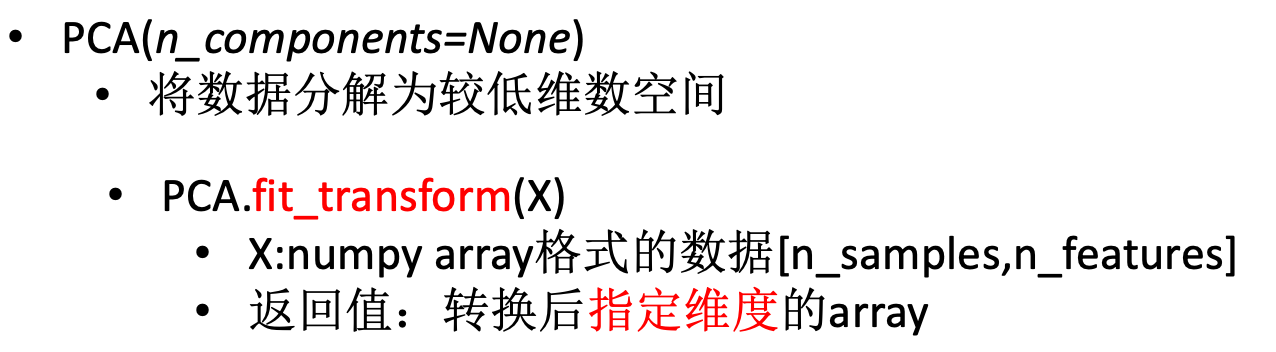 • PCA(n_components=None)
• 将数据分解为较低维数空间
• PCA.fit_transform(X)
• X:numpy array格式的数据[n_samples,n_features]
• 返回值：转换后指定维度的array